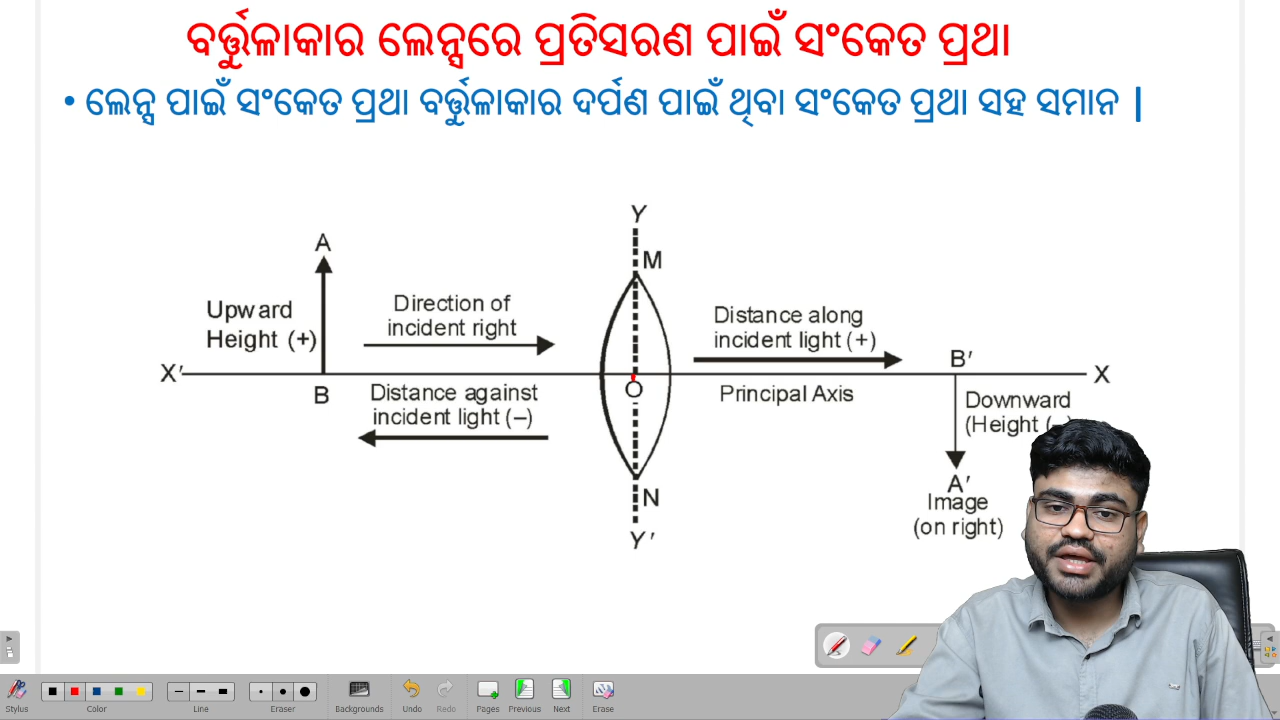 ବର୍ତ୍ତୁଳାକାର ଲେନ୍ସରେ ପ୍ରତିସରଣ ପାଇଁ ସଂକେତ ପ୍ରଥା
• ଲେନ୍ସ ପାଇଁ ସଂକେତ ପ୍ରଥା ବର୍ତ୍ତୁଳାକାର ଦର୍ପଣ ପାଇଁ ଥିବା ସଂକେତ ପ୍ରଥା ସହ ସମାନ |
Y
A
M
Upward
Height (+)
Direction of
incident right
Distance along
incident light (+)
B′
X′
X
B
Distance against
incident light (–)
O
Principal Axis
Downward
(Height (–
A′
Image
(on right)
N
Y′
Stylus
Color
Line
Eraser
Backgrounds
Undo
Redo
Pages
Previous
Next
Erase